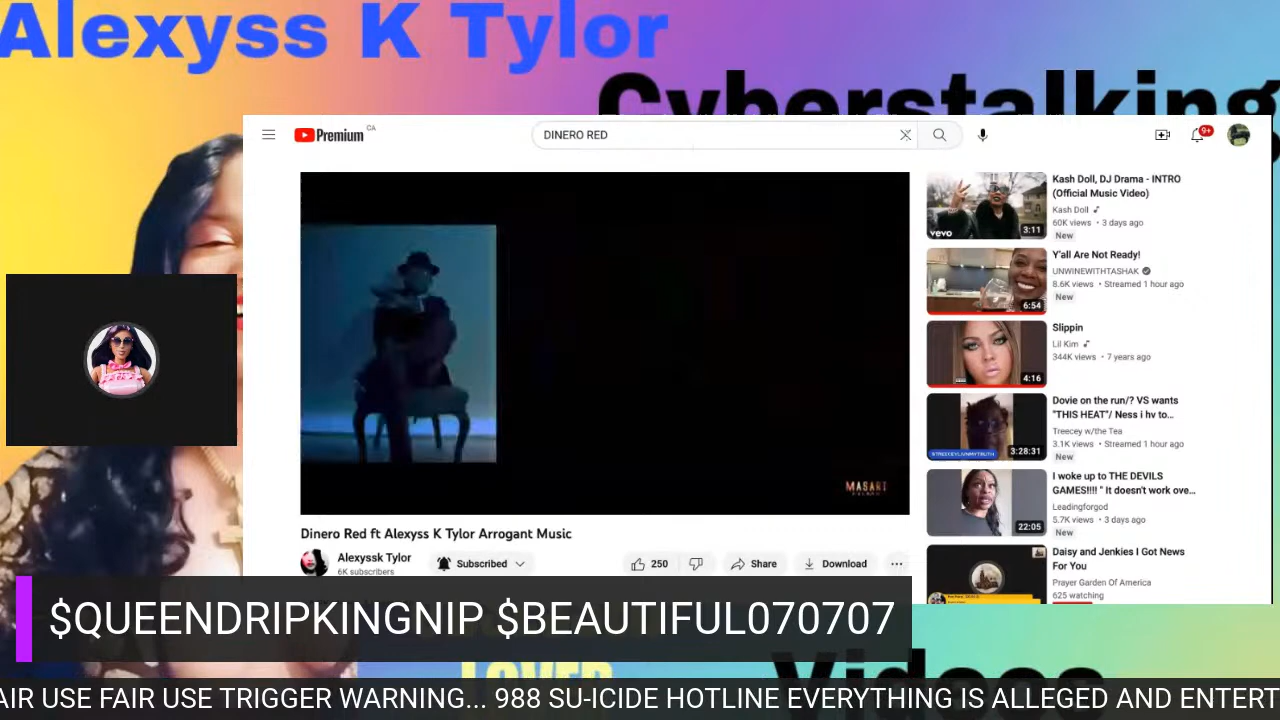 Alexyss K Tylor
Cyberstalking
Premium CA
DINERO RED
9+
MASARI
Dinero Red ft Alexyss K Tylor Arrogant Music
Alexyssk Tylor
6K subscribers
Subscribed
250
Share
Download
vevo
3:11
Kash Doll, DJ Drama - INTRO
(Official Music Video)
Kash Doll
60K views • 3 days ago
New
6:54
Y'all Are Not Ready!
UNWINEWITHTASHAK
8.6K views • Streamed 1 hour ago
New
4:16
Slippin
Lil Kim
344K views • 7 years ago
3:28:31
Dovie on the run/? VS wants
"THIS HEAT"/ Ness i hv to...
Treecey w/the Tea
3.1K views • Streamed 1 hour ago
New
22:05
I woke up to THE DEVILS
GAMES!!!! " It doesn't work ove...
Leadingforgod
5.7K views • 3 days ago
New
Daisy and Jenkies I Got News
For You
Prayer Garden Of America
625 watching
$QUEENDRIPKINGNIP $BEAUTIFUL070707
LOVER
Videos
AIR USE FAIR USE TRIGGER WARNING... 988 SU-ICIDE HOTLINE EVERYTHING IS ALLEGED AND ENTERT